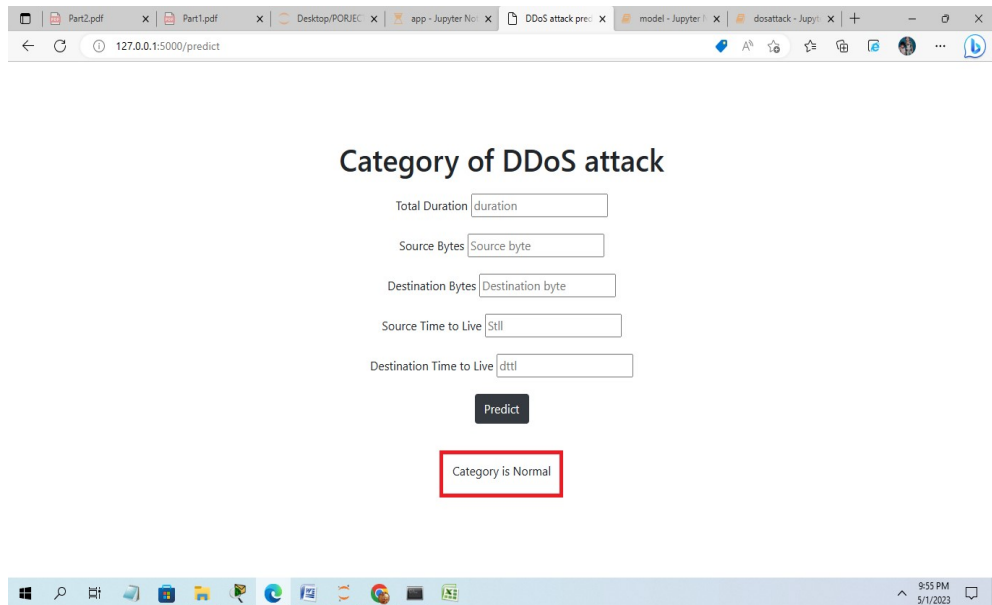 Part2.pdf
Part1.pdf
Desktop/PORJEC
app - Jupyter No
DDoS attack pred
model - Jupyter
dosattack - Jupyt
127.0.0.1:5000/predict
Category of DDoS attack
Total Duration duration
Source Bytes Source byte
Destination Bytes Destination byte
Source Time to Live Stll
Destination Time to Live dttl
Predict
Category is Normal
9:55 PM
5/1/2023